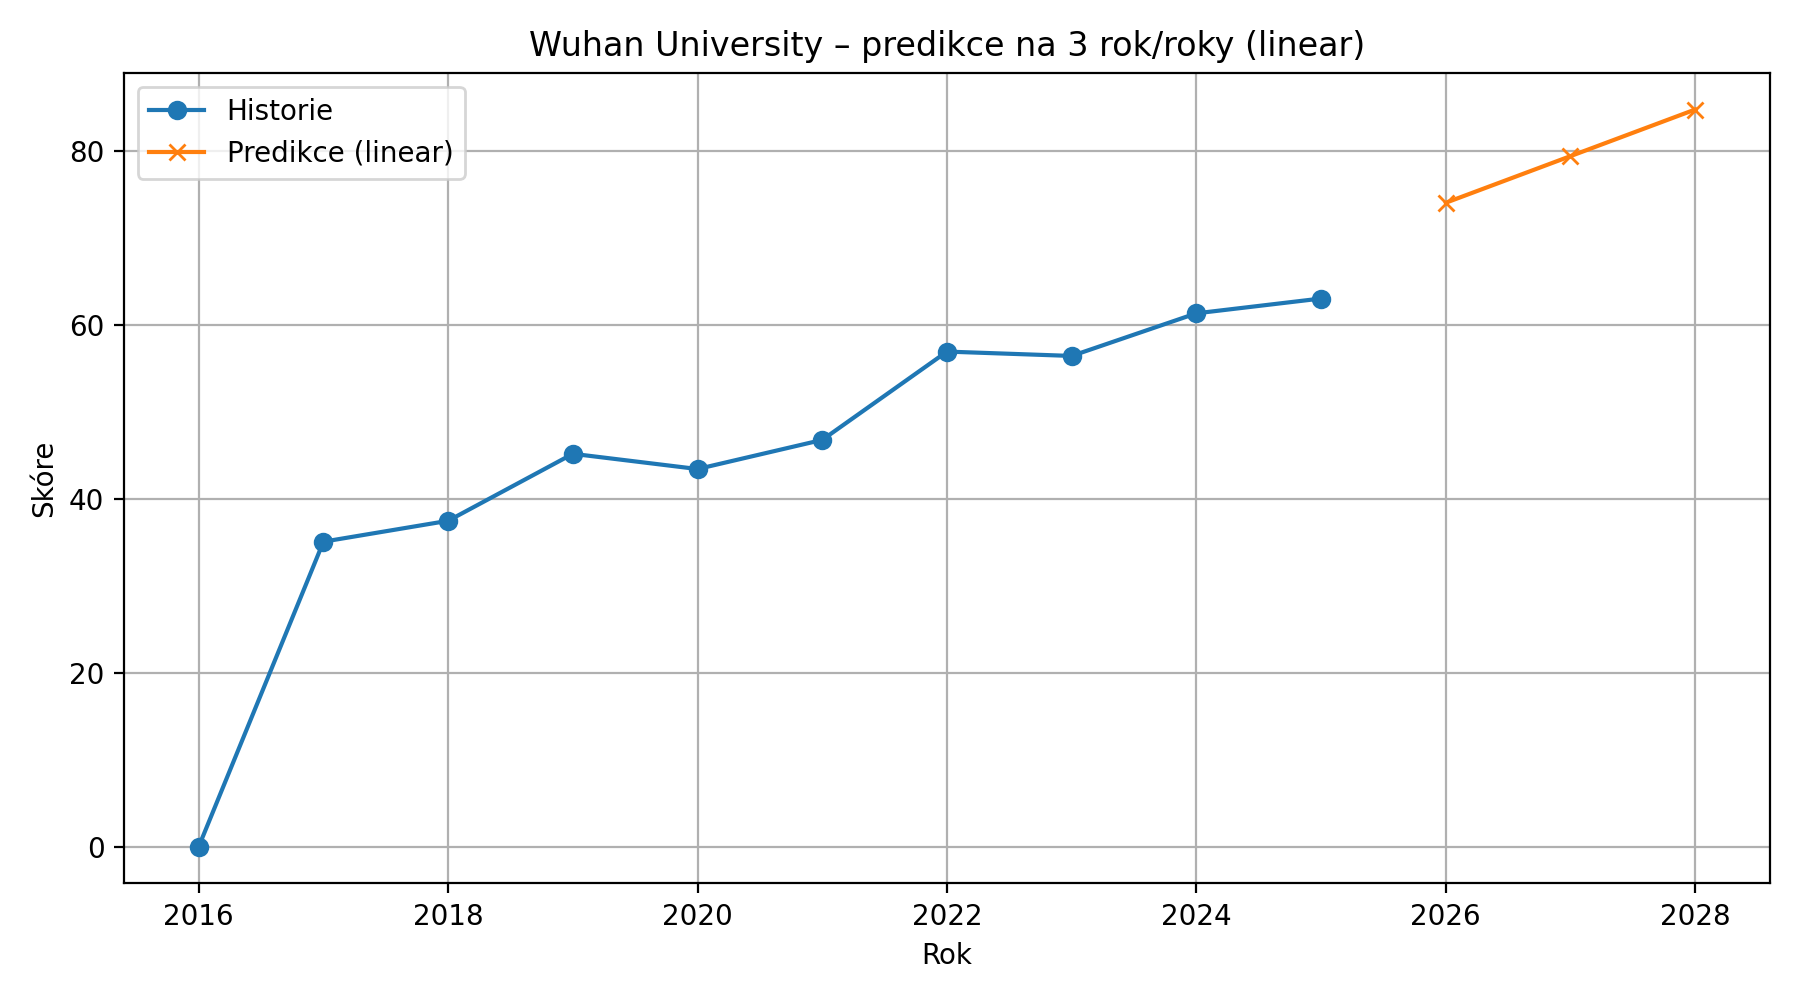 Wuhan University – predikce na 3 rok/roky (linear)
Historie
Predikce (linear)
80
60
40
20
0
Skóre
2016 2018 2020 2022 2024 2026 2028
Rok